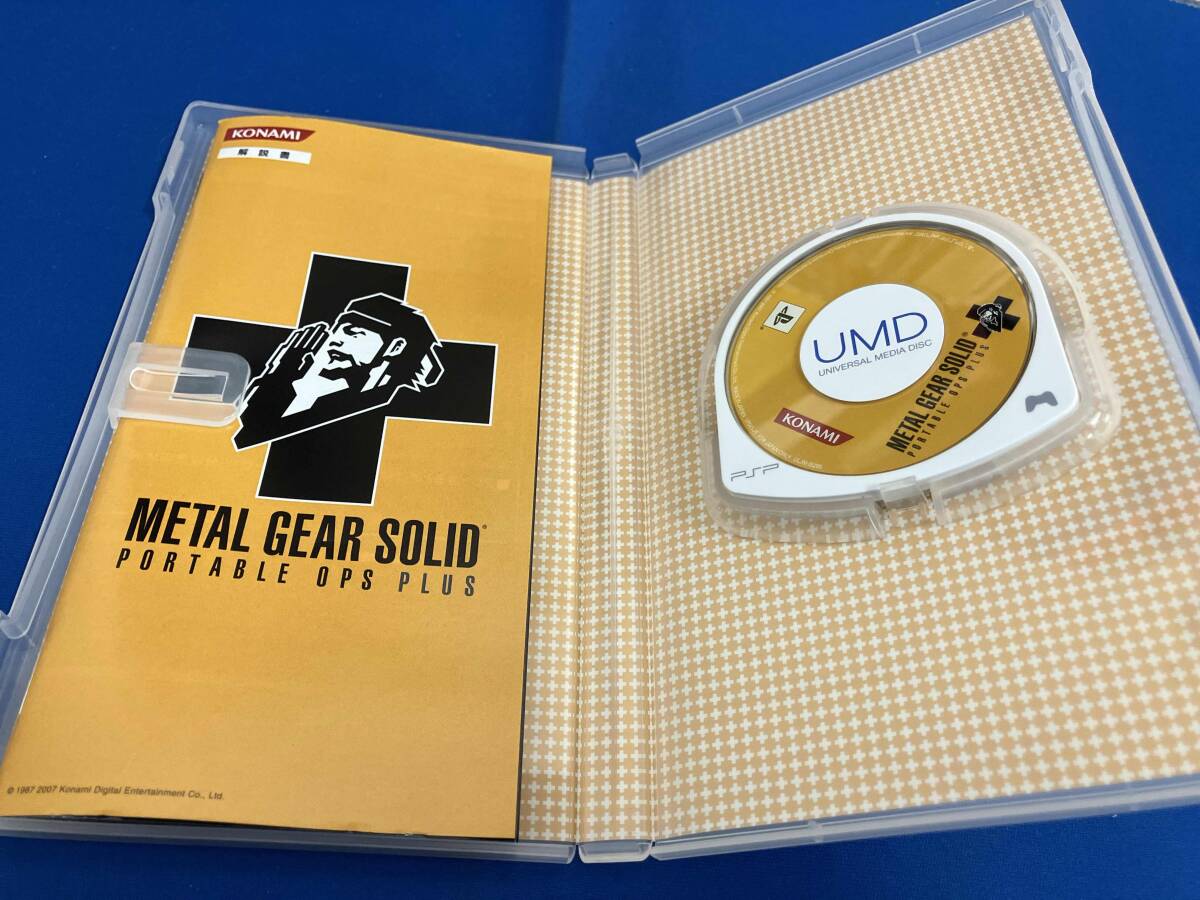 KONAMI
解説書
METAL GEAR SOLID®
PORTABLE OPS PLUS
© 1987 2007 Konami Digital Entertainment Co., Ltd.
UMD
UNIVERSAL MEDIA DISC
KONAMI
METAL GEAR SOLID®
PORTABLE OPS PLUS
PSP